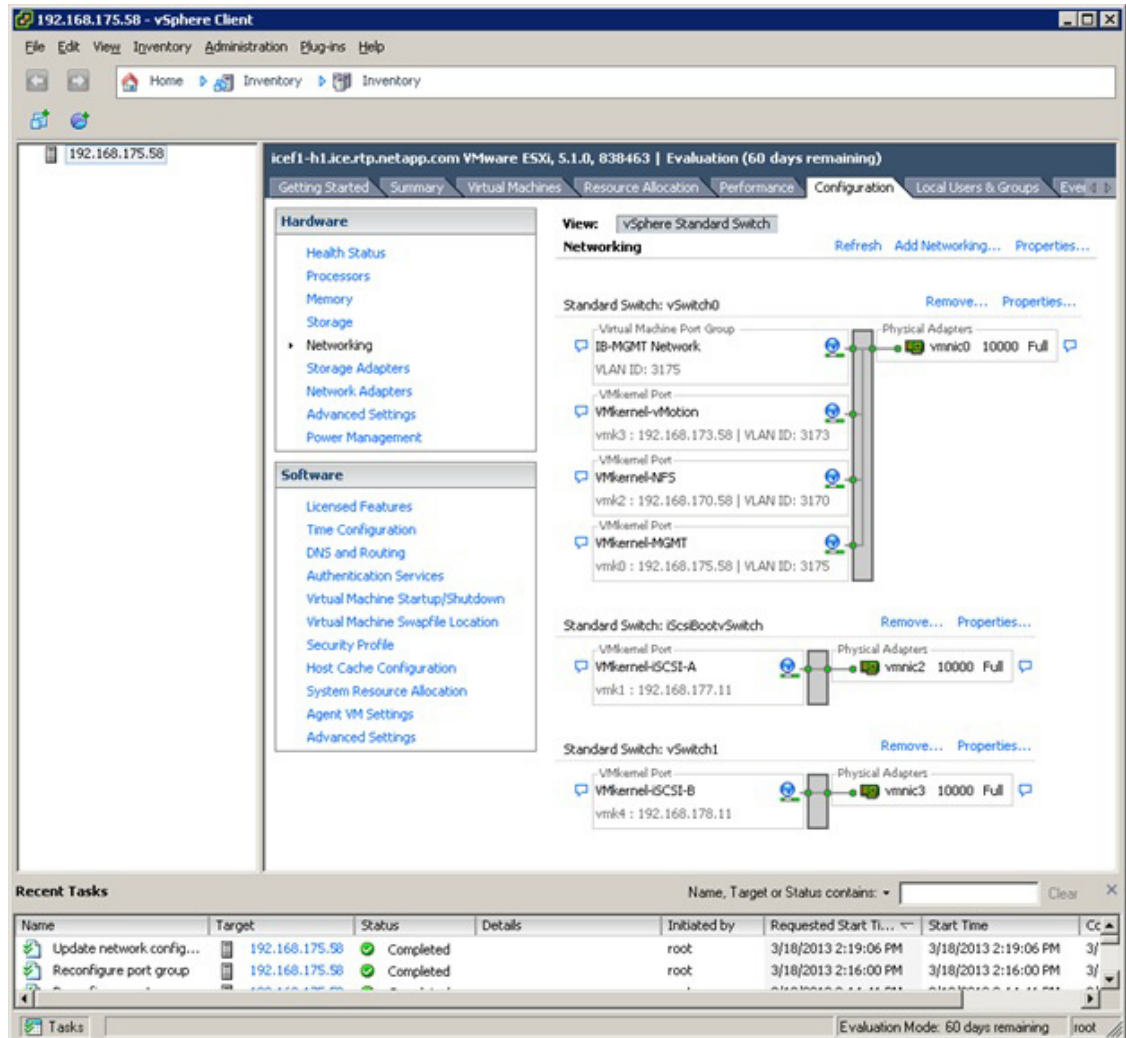 192.168.175.58 - vSphere Client
File Edit View Inventory Administration Plug-ins Help
Home Inventory Inventory
192.168.175.58
icef1-h1.ice.rtp.netapp.com VMware ESXi, 5.1.0, 838463 | Evaluation (60 days remaining)
Getting Started Summary Virtual Machines Resource Allocation Performance Configuration Local Users & Groups
Hardware
Health Status
Processors
Memory
Storage
Networking
Storage Adapters
Network Adapters
Advanced Settings
Power Management
Software
Licensed Features
Time Configuration
DNS and Routing
Authentication Services
Virtual Machine Startup/Shutdown
Virtual Machine Swapfile Location
Security Profile
Host Cache Configuration
System Resource Allocation
Agent VM Settings
Advanced Settings
View: vSphere Standard Switch
Networking Refresh Add Networking... Properties...
Standard Switch: vSwitch0 Remove... Properties...
Virtual Machine Port Group Physical Adapters
IB-MGMT Network vmnic0 10000 Full
VLAN ID: 3175
VMkernel Port
VMkernel-vMotion
vmk3 : 192.168.173.58 | VLAN ID: 3173
VMkernel Port
VMkernel-NFS
vmk2 : 192.168.170.58 | VLAN ID: 3170
VMkernel Port
VMkernel-MGMT
vmk0 : 192.168.175.58 | VLAN ID: 3175
Standard Switch: iScsiBootvSwitch Remove... Properties...
VMkernel Port Physical Adapters
VMkernel-iSCSI-A vmnic2 10000 Full
vmk1 : 192.168.177.11
Standard Switch: vSwitch1 Remove... Properties...
VMkernel Port Physical Adapters
VMkernel-iSCSI-B vmnic3 10000 Full
vmk4 : 192.168.178.11
Recent Tasks Name, Target or Status contains: Clear
Name Target Status Details Initiated by Requested Start Ti... Start Time
Update network config... 192.168.175.58 Completed root 3/18/2013 2:19:06 PM 3/18/2013 2:19:06 PM 3/
Reconfigure port group 192.168.175.58 Completed root 3/18/2013 2:16:00 PM 3/18/2013 2:16:00 PM 3/
Tasks Evaluation Mode: 60 days remaining root